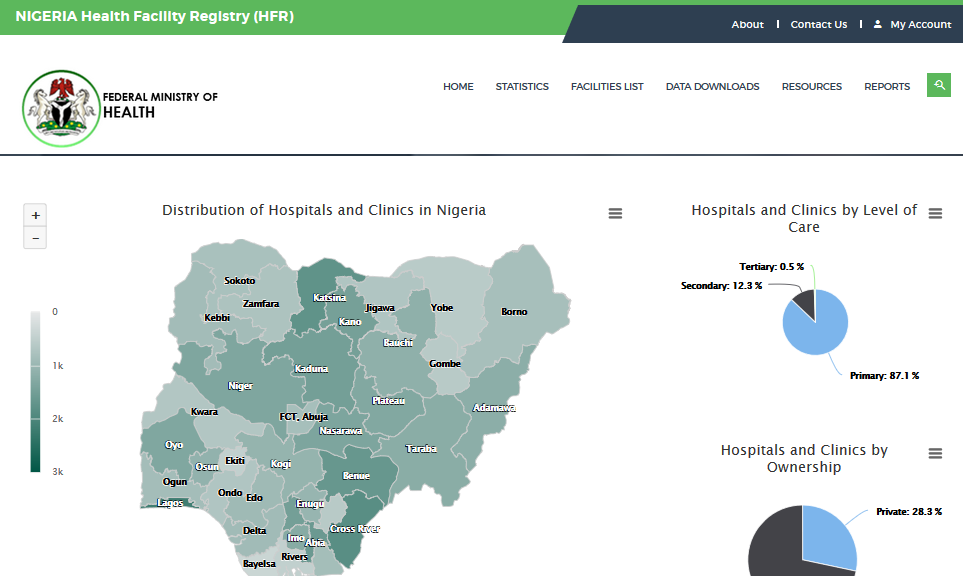 NIGERIA Health Facility Registry (HFR)
About
Contact Us
My Account
FEDERAL MINISTRY OF
HEALTH
HOME
STATISTICS
FACILITIES LIST
DATA DOWNLOADS
RESOURCES
REPORTS
+
−
Distribution of Hospitals and Clinics in Nigeria
0
1k
2k
3k
Sokoto
Zamfara
Katsina
Kebbi
Kano
Jigawa
Yobe
Borno
Bauchi
Gombe
Kaduna
Niger
Plateau
Adamawa
Kwara
FCT, Abuja
Nasarawa
Oyo
Taraba
Osun
Ekiti
Kogi
Benue
Ogun
Ondo
Edo
Lagos
Enugu
Cross River
Delta
Imo
Abia
Rivers
Bayelsa
Hospitals and Clinics by Level of
Care
Tertiary: 0.5 %
Secondary: 12.3 %
Primary: 87.1 %
Hospitals and Clinics by
Ownership
Private: 28.3 %